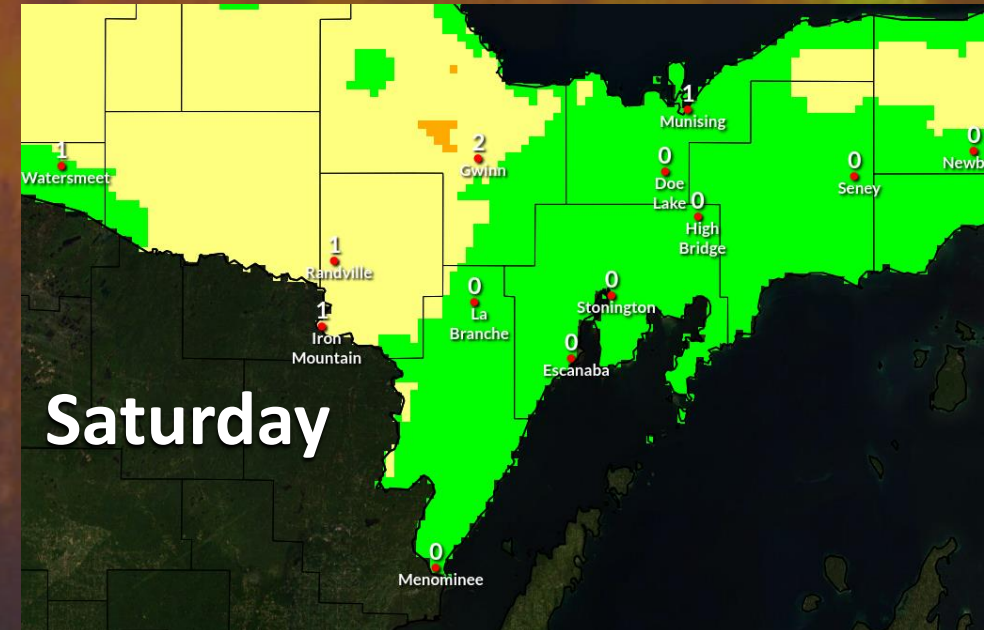 1
Munising
2
Gwinn
1
Watersmeet
0
Doe
Lake
0
Seney
0
Newb
0
High
Bridge
1
Randville
0
La
Branche
0
Stonington
1
Iron
Mountain
0
Escanaba
Saturday
0
Menominee